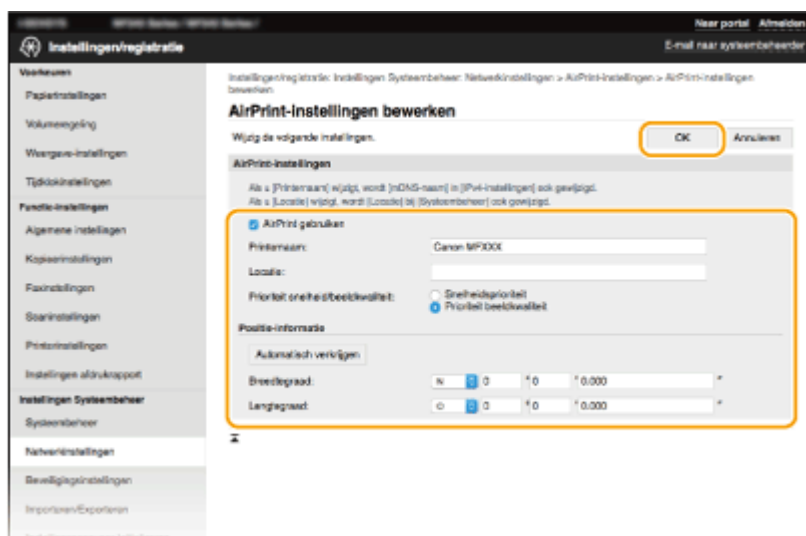 Naar portal Afmelden
Instellingen/registratie
E-mail naar systeembeheerder
Voorkeuren
Papierinstellingen
Volumeregeling
Weergave-instellingen
Tijdklokinstellingen
Functie-instellingen
Algemene instellingen
Kopieerinstellingen
Faxinstellingen
Scaninstellingen
Printerinstellingen
Instellingen afdrukrapport
Instellingen Systeembeheer
Systeembeheer
Netwerkinstellingen
Beveiligingsinstellingen
Importeren/Exporteren
Instellingen/registratie: Instellingen Systeembeheer: Netwerkinstellingen > AirPrint-instellingen > AirPrint-instellingen
bewerken
AirPrint-instellingen bewerken
Wijzig de volgende instellingen.
OK
Annuleren
AirPrint-instellingen
Als u [Printernaam] wijzigt, wordt [mDNS-naam] in [IPv4-instellingen] ook gewijzigd.
Als u [Locatie] wijzigt, wordt [Locatie] bij [Systeembeheer] ook gewijzigd.
AirPrint gebruiken
Printernaam: Canon MFXXX
Locatie:
Prioriteit snelheid/beeldkwaliteit: Snelheidsprioriteit
Prioriteit beeldkwaliteit
Positie-informatie
Automatisch verkrijgen
Breedtegraad: N 0 ° 0 ' 0.000 "
Lengtegraad: O 0 ° 0 ' 0.000 "